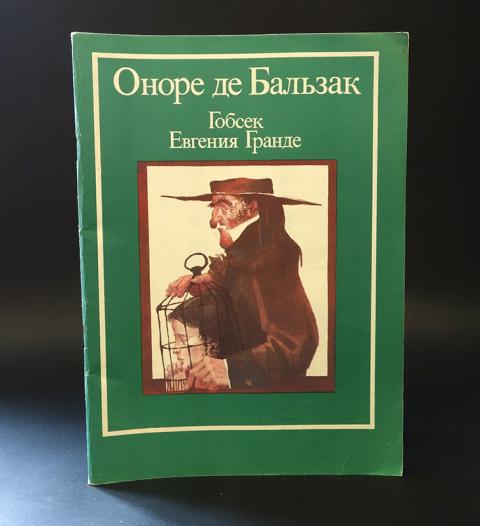 Оноре де Бальзак
Гобсек
Евгения Гранде